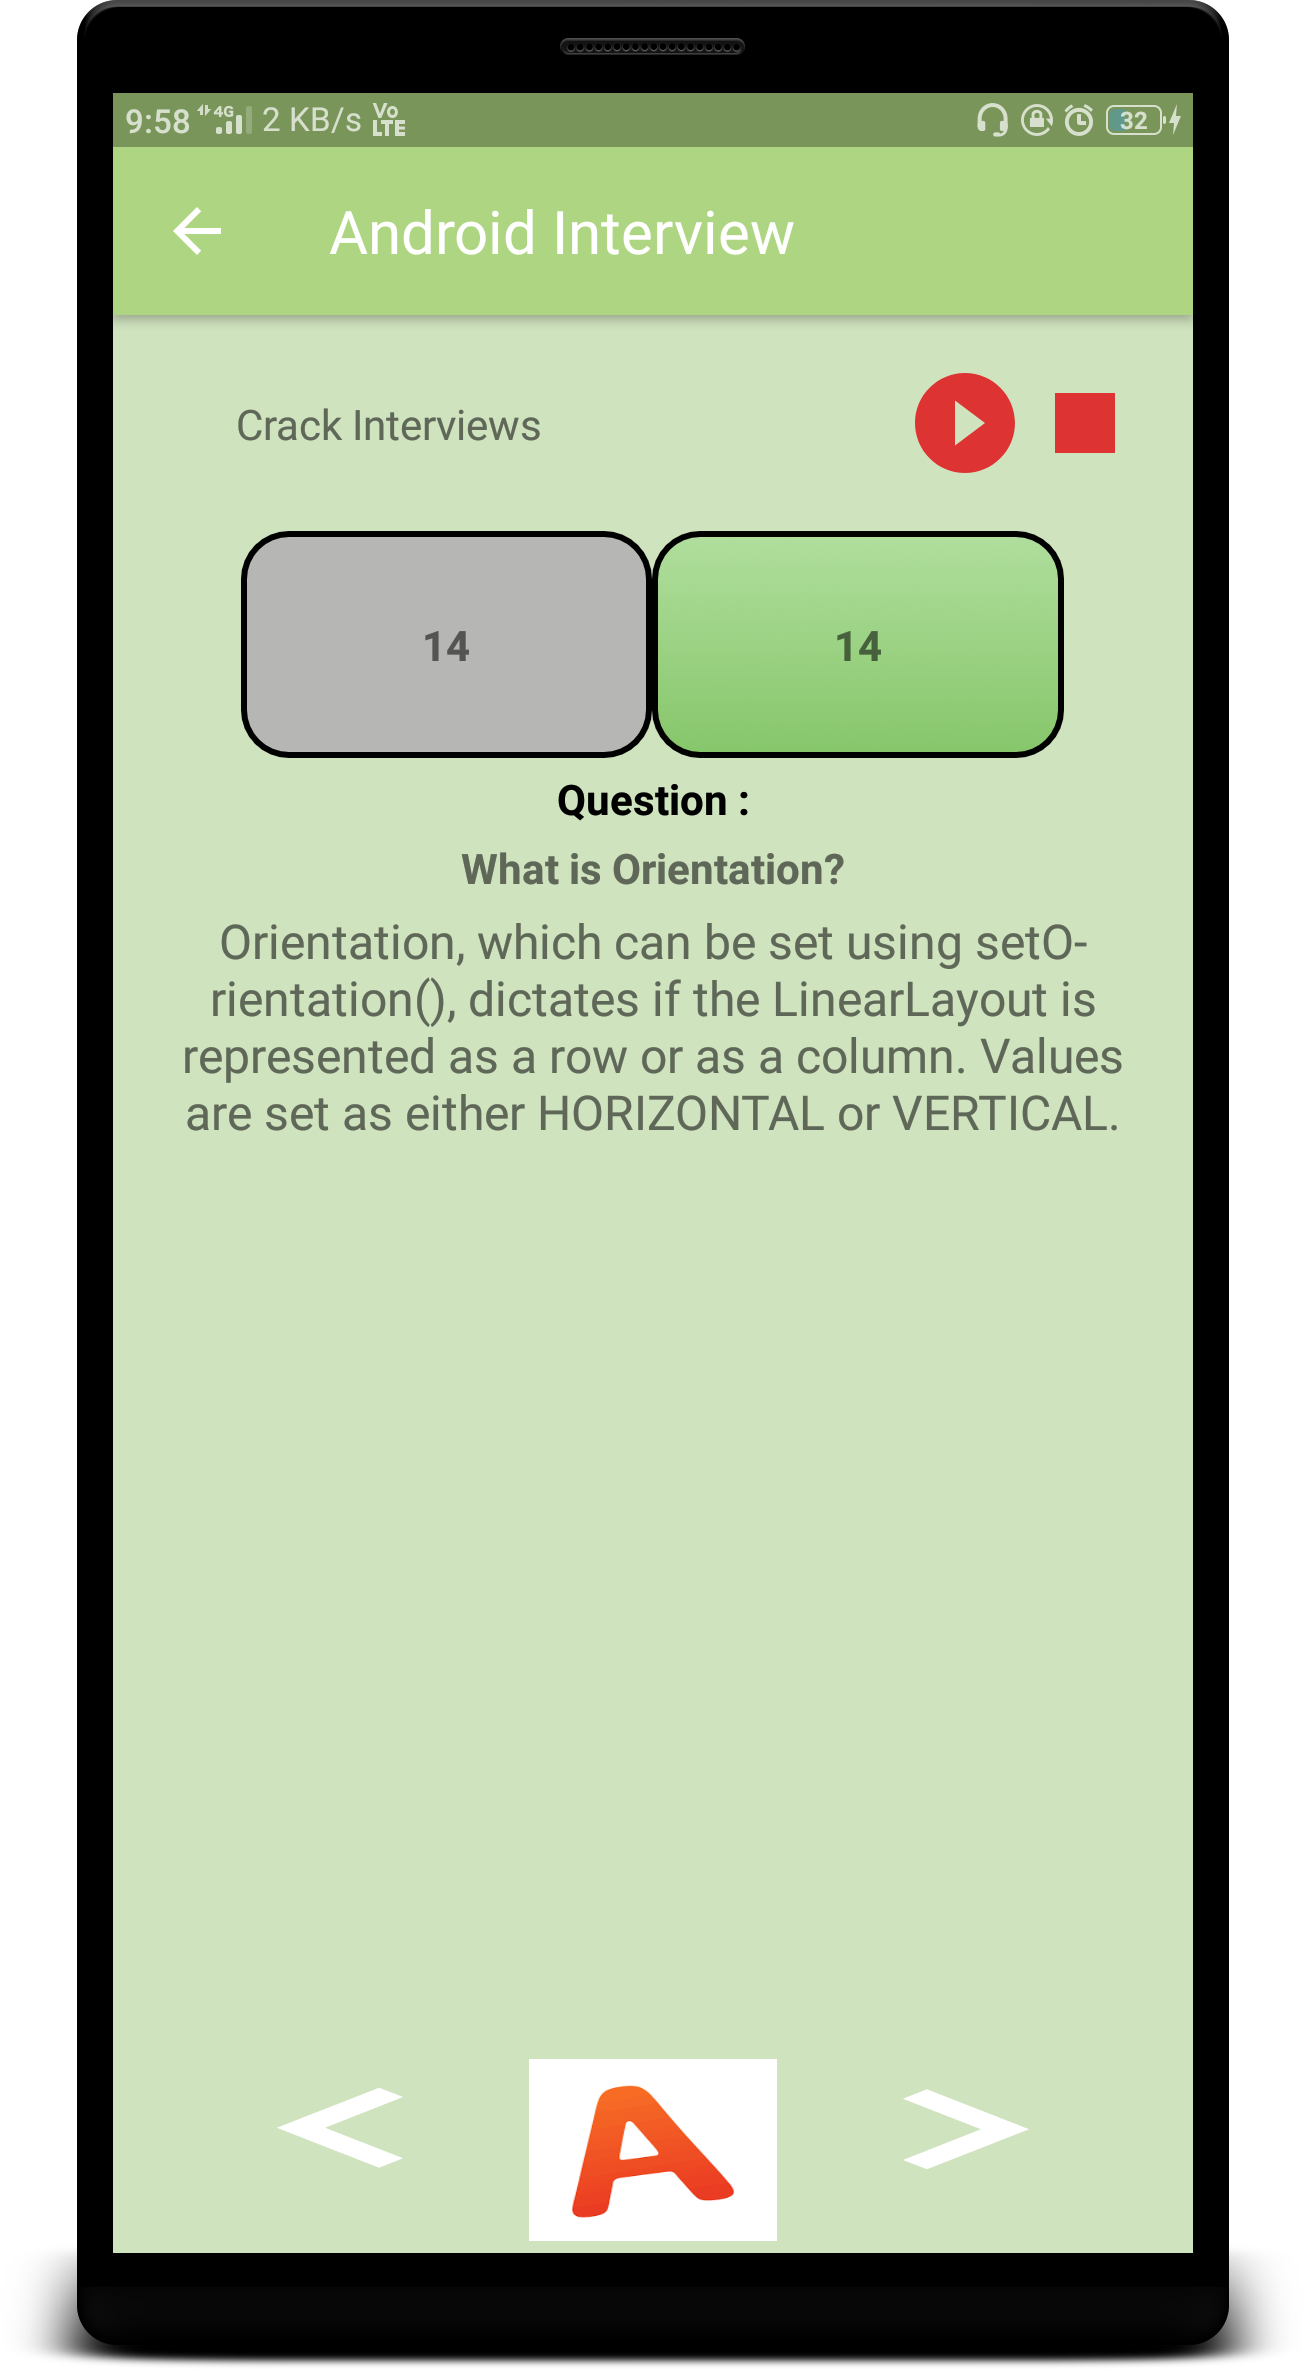 9:58 4G 2 KB/s Vo LTE 32
Android Interview
Crack Interviews
14 14
Question :
What is Orientation?
Orientation, which can be set using setO-
rientation(), dictates if the LinearLayout is
represented as a row or as a column. Values
are set as either HORIZONTAL or VERTICAL.
A